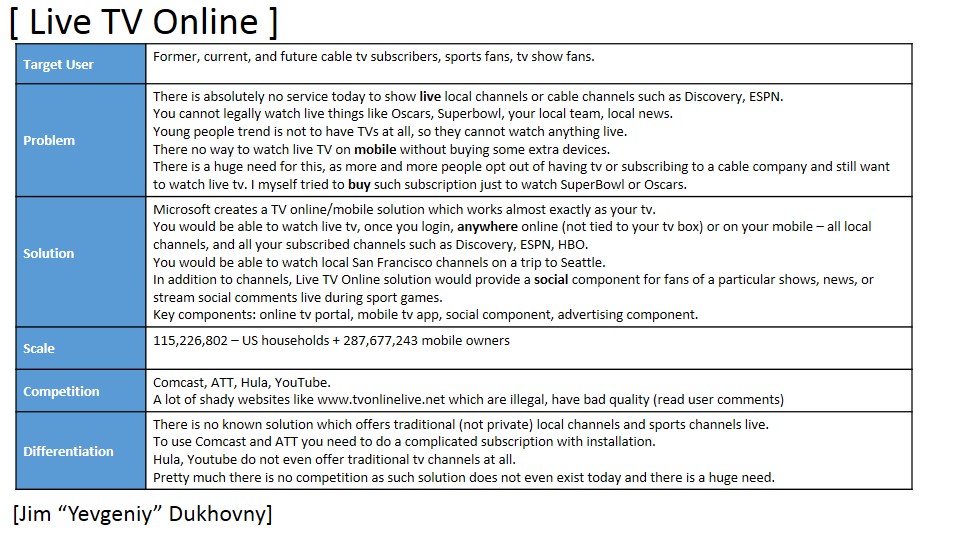 [ Live TV Online ]
Target User
Former, current, and future cable tv subscribers, sports fans, tv show fans.
Problem
There is absolutely no service today to show live local channels or cable channels such as Discovery, ESPN.
You cannot legally watch live things like Oscars, Superbowl, your local team, local news.
Young people trend is not to have TVs at all, so they cannot watch anything live.
There no way to watch live TV on mobile without buying some extra devices.
There is a huge need for this, as more and more people opt out of having tv or subscribing to a cable company and still want
to watch live tv. I myself tried to buy such subscription just to watch SuperBowl or Oscars.
Solution
Microsoft creates a TV online/mobile solution which works almost exactly as your tv.
You would be able to watch live tv, once you login, anywhere online (not tied to your tv box) or on your mobile – all local
channels, and all your subscribed channels such as Discovery, ESPN, HBO.
You would be able to watch local San Francisco channels on a trip to Seattle.
In addition to channels, Live TV Online solution would provide a social component for fans of a particular shows, news, or
stream social comments live during sport games.
Key components: online tv portal, mobile tv app, social component, advertising component.
Scale
115,226,802 – US households + 287,677,243 mobile owners
Competition
Comcast, ATT, Hula, YouTube.
A lot of shady websites like www.tvonlinelive.net which are illegal, have bad quality (read user comments)
Differentiation
There is no known solution which offers traditional (not private) local channels and sports channels live.
To use Comcast and ATT you need to do a complicated subscription with installation.
Hula, Youtube do not even offer traditional tv channels at all.
Pretty much there is no competition as such solution does not even exist today and there is a huge need.
[Jim “Yevgeniy” Dukhovny]